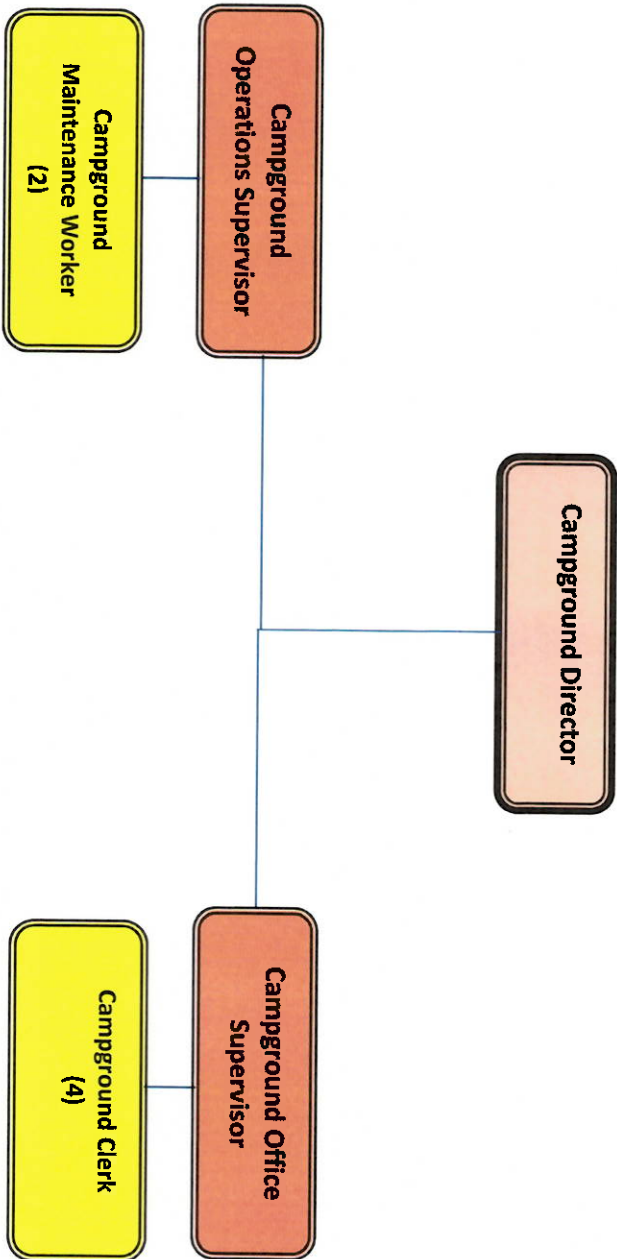 Campground Director
Campground
Operations Supervisor
Campground Office
Supervisor
Campground
Maintenance Worker
(2)
Campground Clerk
(4)